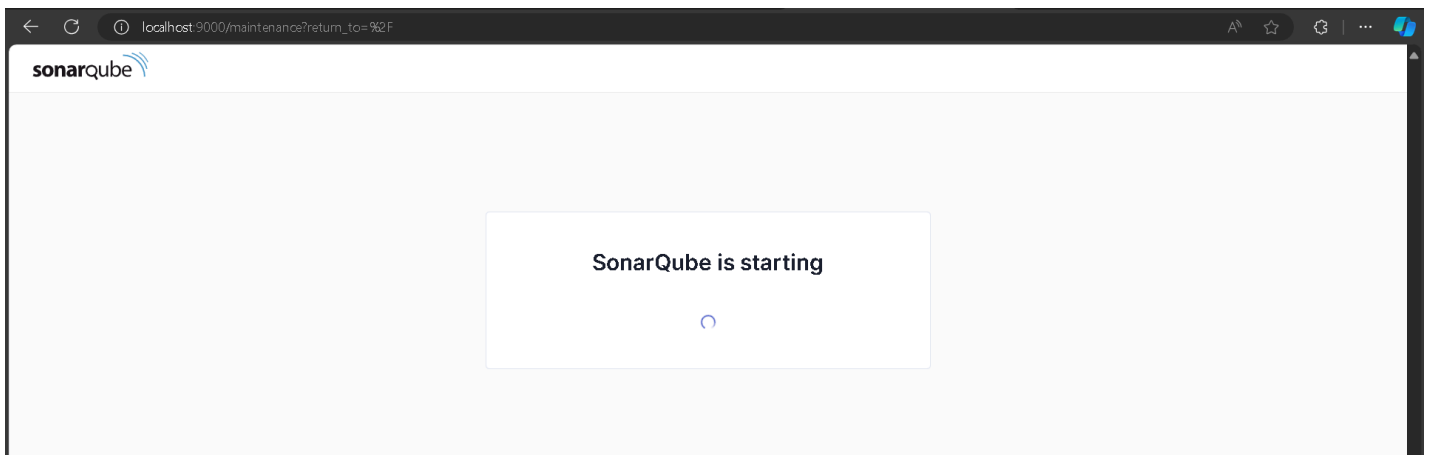 localhost:9000/maintenance?return_to=%2F
A
sonarqube
SonarQube is starting